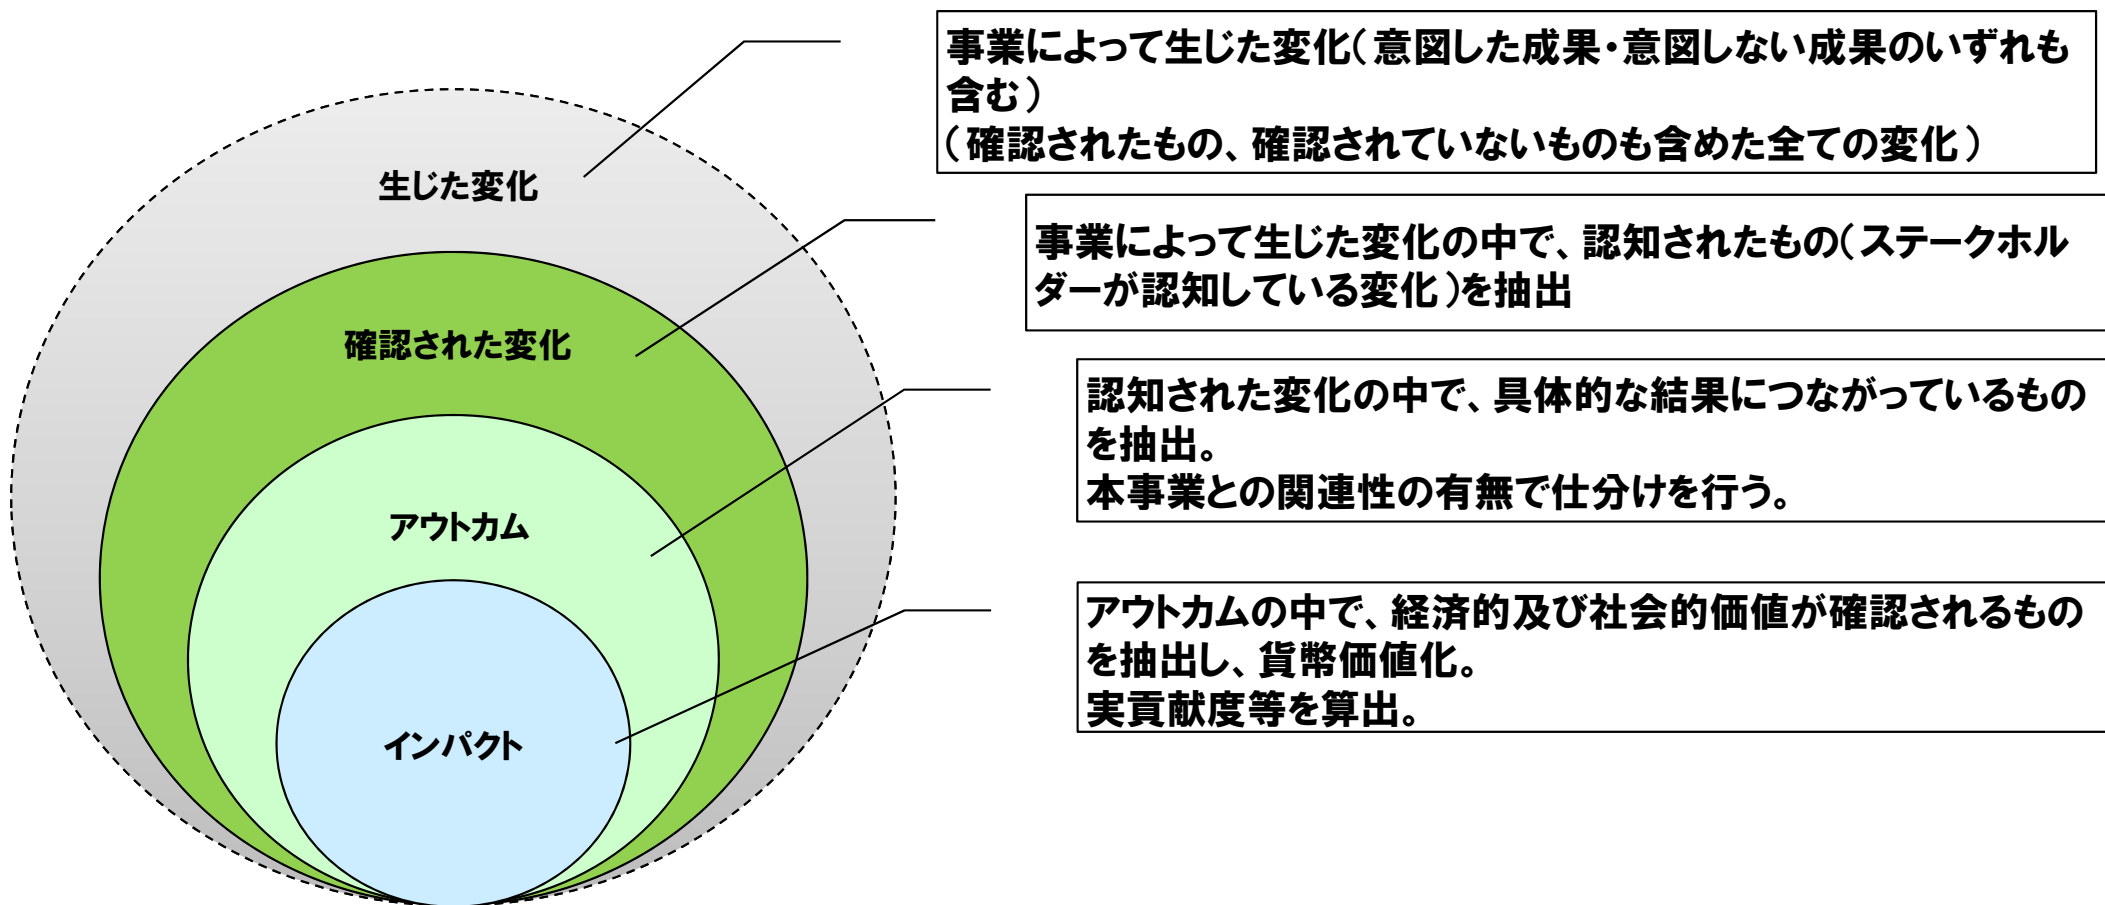 事業によって生じた変化(意図した成果・意図しない成果のいずれも
含む)
(確認されたもの、確認されていないものも含めた全ての変化)
生じた変化
事業によって生じた変化の中で、認知されたもの(ステークホル
ダーが認知している変化)を抽出
確認された変化
認知された変化の中で、具体的な結果につながっているもの
を抽出。
本事業との関連性の有無で仕分けを行う。
アウトカム
アウトカムの中で、経済的及び社会的価値が確認されるもの
を抽出し、貨幣価値化。
実貢献度等を算出。
インパクト